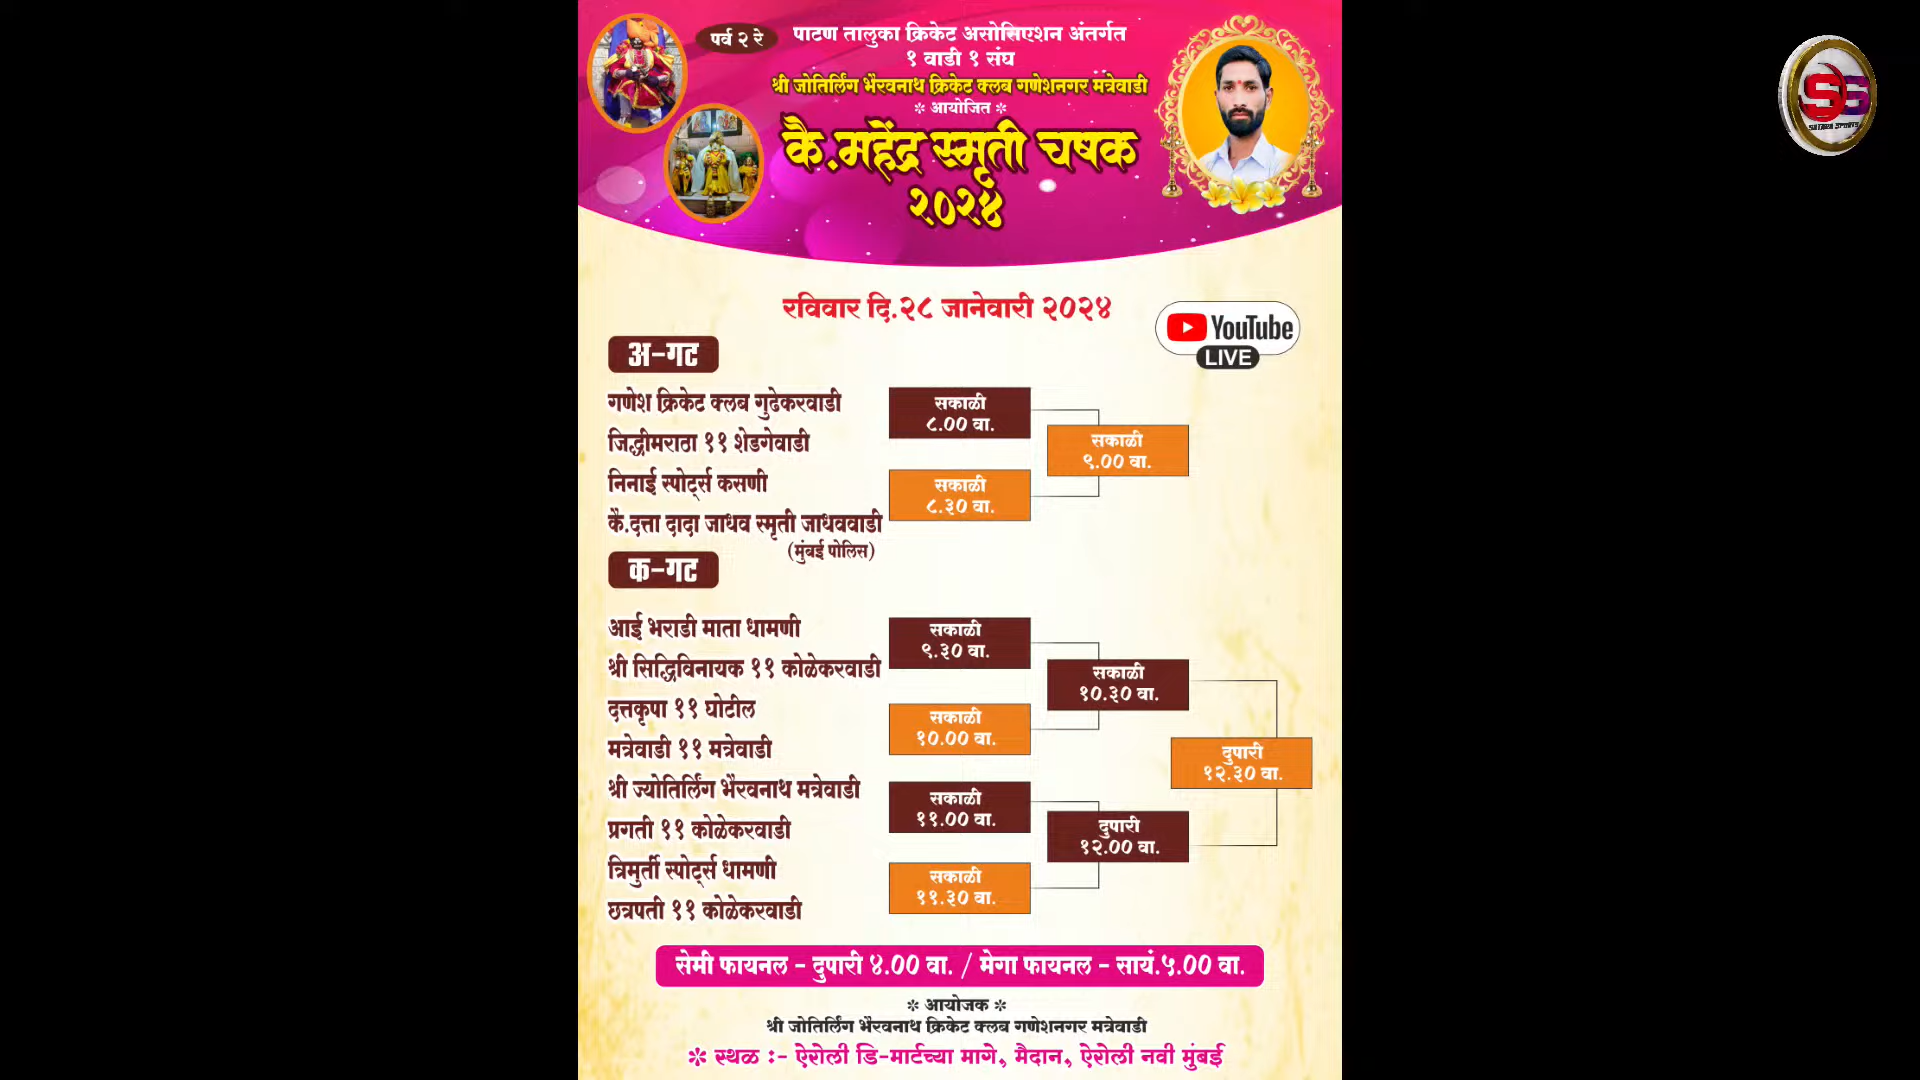 पर्व २ रे
पाटण तालुका क्रिकेट असोसिएशन अंतर्गत
१ वाडी १ संघ
श्री जोतिर्लिंग भैरवनाथ क्रिकेट क्लब गणेशनगर मत्रेवाडी
* आयोजित *
कै.महेंद्र स्मृती चषक
२०२४
SATARA SPORTS
रविवार दि.२८ जानेवारी २०२४
YouTube
LIVE
अ-गट
गणेश क्रिकेट क्लब गुढेकरवाडी
जिद्धीमराठा ११ शेडगेवाडी
निनाई स्पोर्ट्स कसणी
कै.दत्ता दादा जाधव स्मृती जाधववाडी
(मुंबई पोलिस)
सकाळी
८.०० वा.
सकाळी
८.३० वा.
सकाळी
९.०० वा.
क-गट
आई भराडी माता धामणी
श्री सिद्धिविनायक ११ कोळेकरवाडी
दत्तकृपा ११ घोटील
मत्रेवाडी ११ मत्रेवाडी
श्री ज्योतिर्लिंग भैरवनाथ मत्रेवाडी
प्रगती ११ कोळेकरवाडी
त्रिमुर्ती स्पोर्ट्स धामणी
छत्रपती ११ कोळेकरवाडी
सकाळी
९.३० वा.
सकाळी
१०.०० वा.
सकाळी
११.०० वा.
सकाळी
११.३० वा.
सकाळी
१०.३० वा.
दुपारी
१२.०० वा.
दुपारी
१२.३० वा.
सेमी फायनल - दुपारी ४.०० वा. / मेगा फायनल - सायं.५.०० वा.
* आयोजक *
श्री जोतिर्लिंग भैरवनाथ क्रिकेट क्लब गणेशनगर मत्रेवाडी
* स्थळ :- ऐरोली डि-मार्टच्या मागे, मैदान, ऐरोली नवी मुंबई